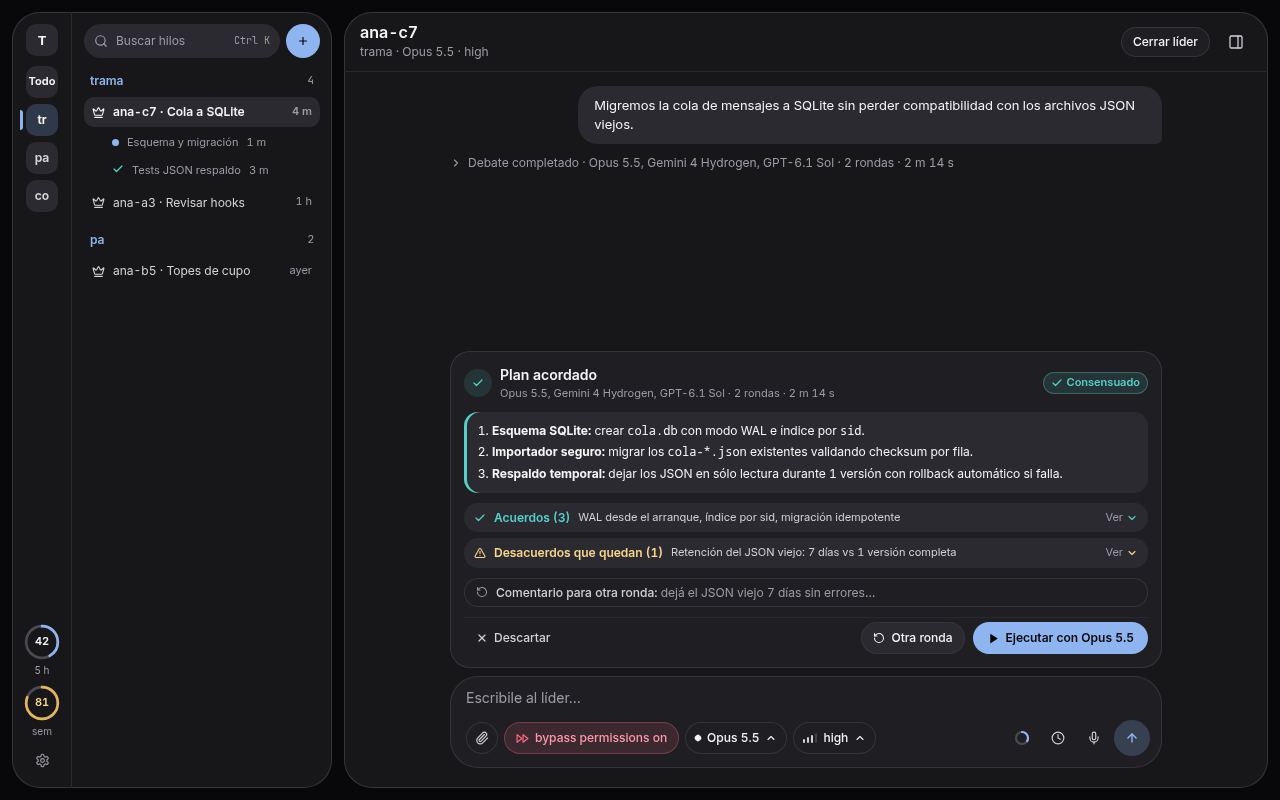 T
Todo
tr
pa
co
42
5 h
81
sem
Buscar hilos Ctrl K
+
trama 4
ana-c7 · Cola a SQLite 4 m
Esquema y migración 1 m
Tests JSON respaldo 3 m
ana-a3 · Revisar hooks 1 h
pa 2
ana-b5 · Topes de cupo ayer
ana-c7
trama · Opus 5.5 · high
Cerrar líder
Migremos la cola de mensajes a SQLite sin perder compatibilidad con los archivos JSON
viejos.
Debate completado · Opus 5.5, Gemini 4 Hydrogen, GPT-6.1 Sol · 2 rondas · 2 m 14 s
Plan acordado
Opus 5.5, Gemini 4 Hydrogen, GPT-6.1 Sol · 2 rondas · 2 m 14 s
Consensuado
1. Esquema SQLite: crear cola.db con modo WAL e índice por sid.
2. Importador seguro: migrar los cola-*.json existentes validando checksum por fila.
3. Respaldo temporal: dejar los JSON en sólo lectura durante 1 versión con rollback automático si falla.
Acuerdos (3) WAL desde el arranque, índice por sid, migración idempotente Ver
Desacuerdos que quedan (1) Retención del JSON viejo: 7 días vs 1 versión completa Ver
Comentario para otra ronda: dejá el JSON viejo 7 días sin errores...
Descartar
Otra ronda
Ejecutar con Opus 5.5
Escribile al líder...
bypass permissions on
Opus 5.5
high